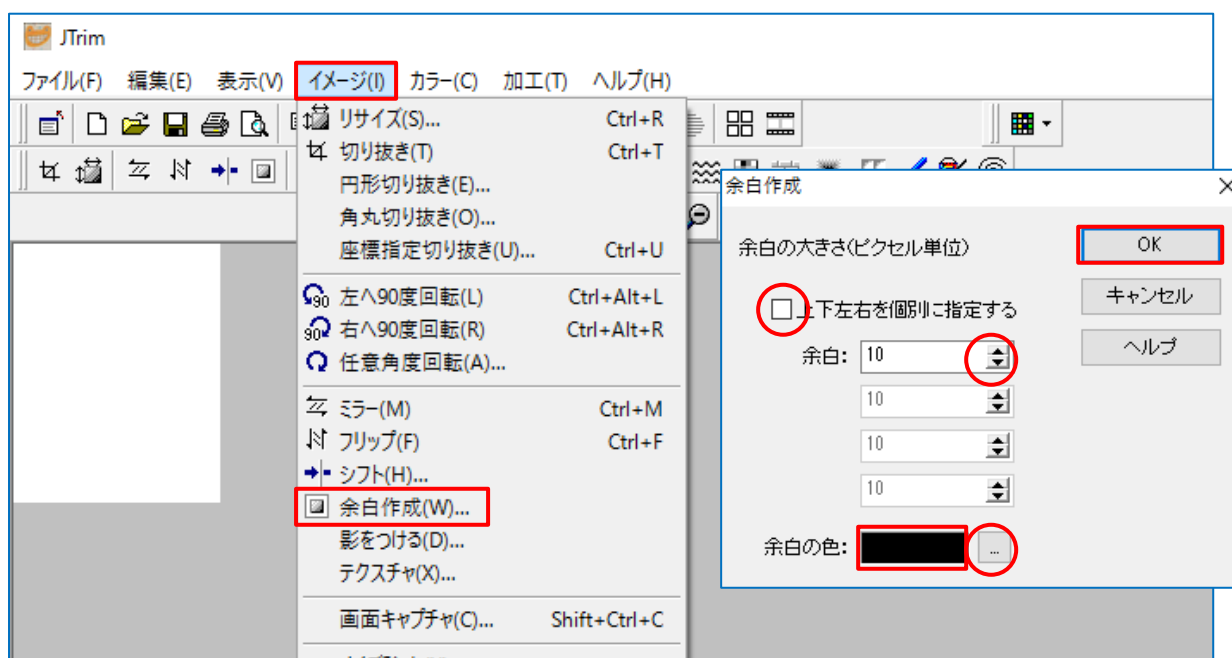 JTrim
ファイル(F) 編集(E) 表示(V) イメージ(I) カラー(C) 加工(T) ヘルプ(H)
リサイズ(S)... Ctrl+R
切り抜き(T) Ctrl+T
円形切り抜き(E)...
角丸切り抜き(O)...
座標指定切り抜き(U)... Ctrl+U
90 左へ90度回転(L) Ctrl+Alt+L
90 右へ90度回転(R) Ctrl+Alt+R
任意角度回転(A)...
ミラー(M) Ctrl+M
フリップ(F) Ctrl+F
シフト(H)...
余白作成(W)...
影をつける(D)...
テクスチャ(X)...
画面キャプチャ(C)... Shift+Ctrl+C
余白作成
余白の大きさ(ピクセル単位)
上下左右を個別に指定する
余白: 10
10
10
10
余白の色: ...
OK
キャンセル
ヘルプ